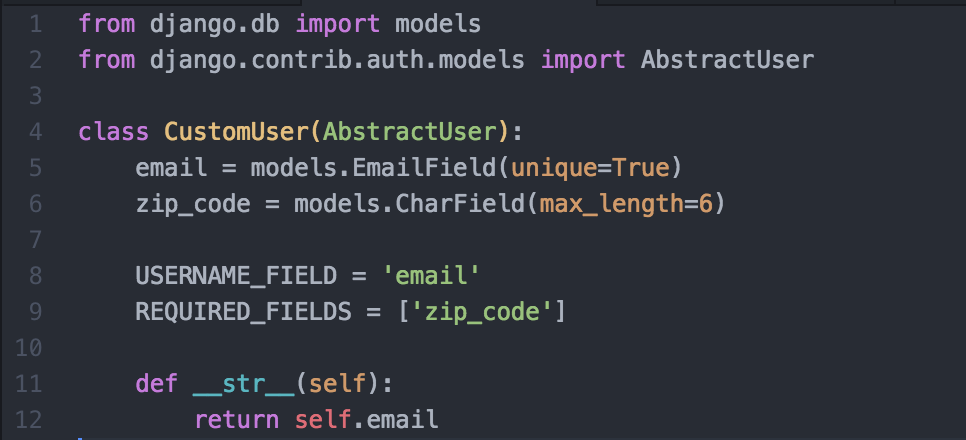 1 from django.db import models
2 from django.contrib.auth.models import AbstractUser
3
4 class CustomUser(AbstractUser):
5     email = models.EmailField(unique=True)
6     zip_code = models.CharField(max_length=6)
7
8     USERNAME_FIELD = 'email'
9     REQUIRED_FIELDS = ['zip_code']
10
11     def __str__(self):
12         return self.email